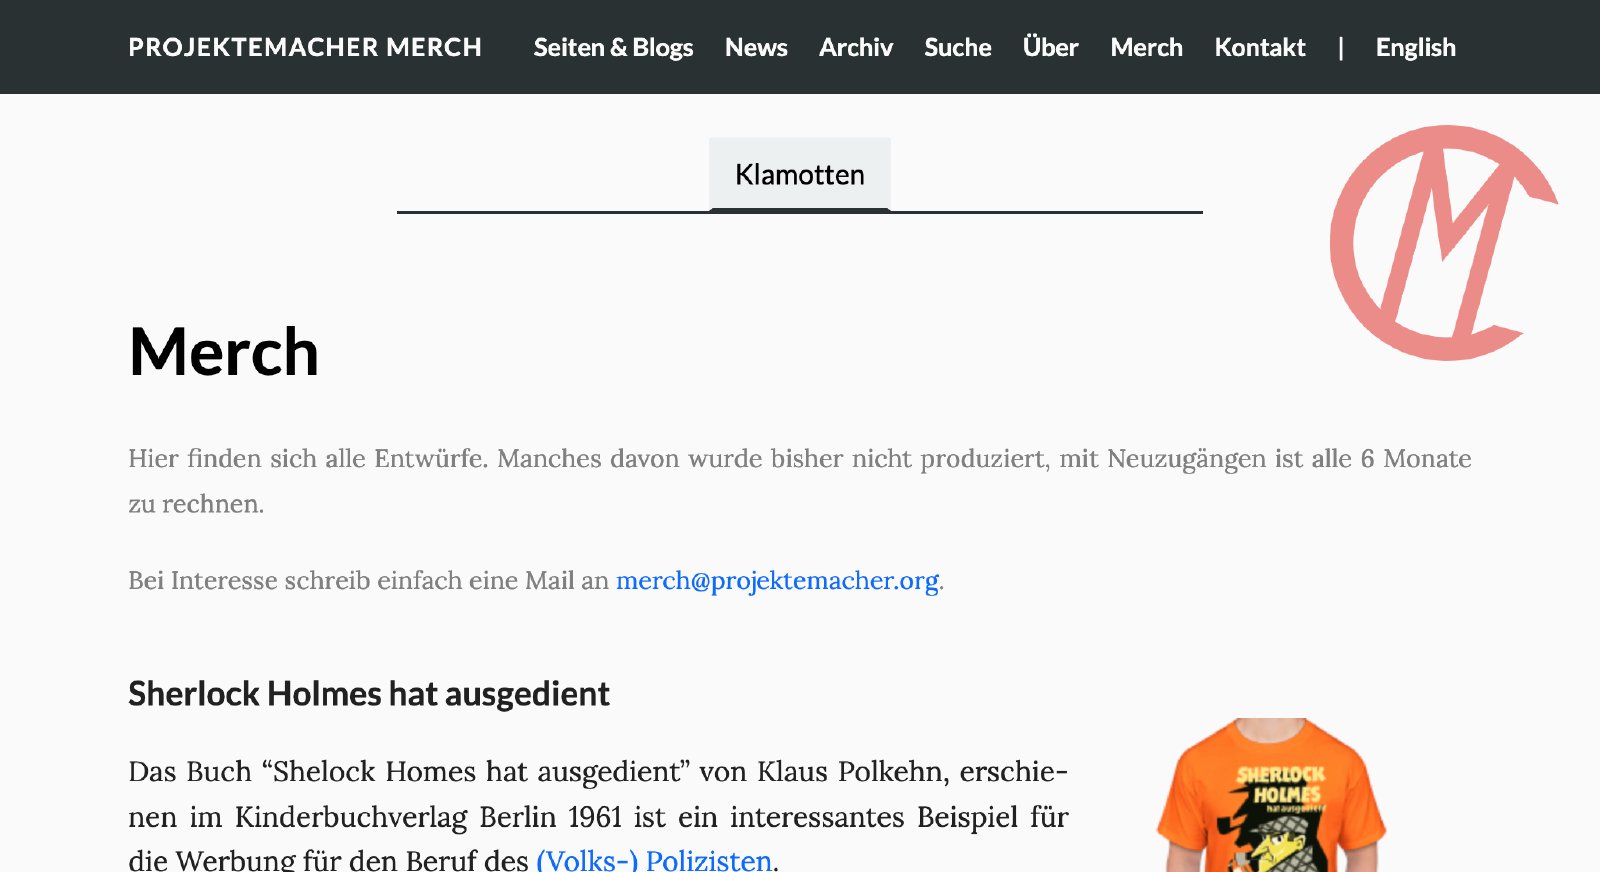 PROJEKTEMACHER MERCH Seiten & Blogs News Archiv Suche Über Merch Kontakt | English
Klamotten
Merch
Hier finden sich alle Entwürfe. Manches davon wurde bisher nicht produziert, mit Neuzugängen ist alle 6 Monate
zu rechnen.
Bei Interesse schreib einfach eine Mail an merch@projektemacher.org.
Sherlock Holmes hat ausgedient
Das Buch “Shelock Homes hat ausgedient” von Klaus Polkehn, erschie-
nen im Kinderbuchverlag Berlin 1961 ist ein interessantes Beispiel für
die Werbung für den Beruf des (Volks-) Polizisten.
SHERLOCK
HOLMES
hat ausgedient